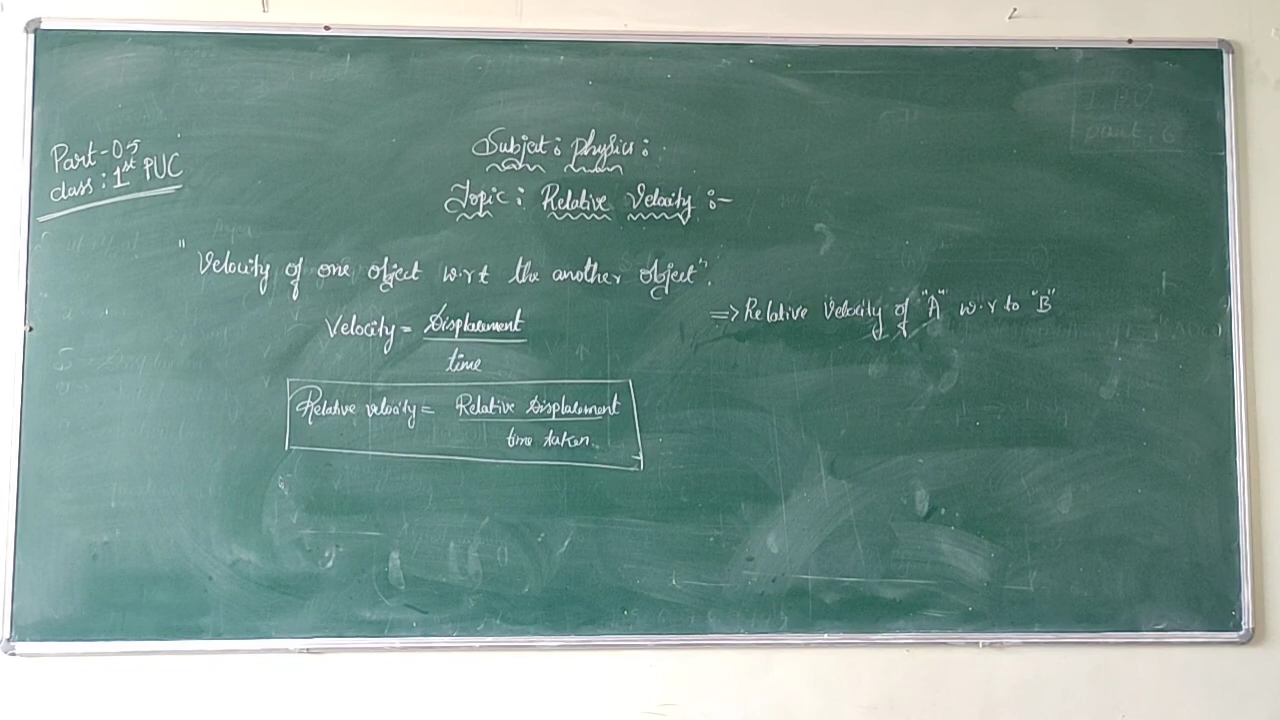 Part-05
class: 1st PUC
Subject: Physics:
Topic: Relative Velocity :-
"Velocity of one object w.r.t the another object".
Velocity = Displacement
time
Relative velocity = Relative Displacement
time taken.
=> Relative Velocity of "A" w.r to "B"